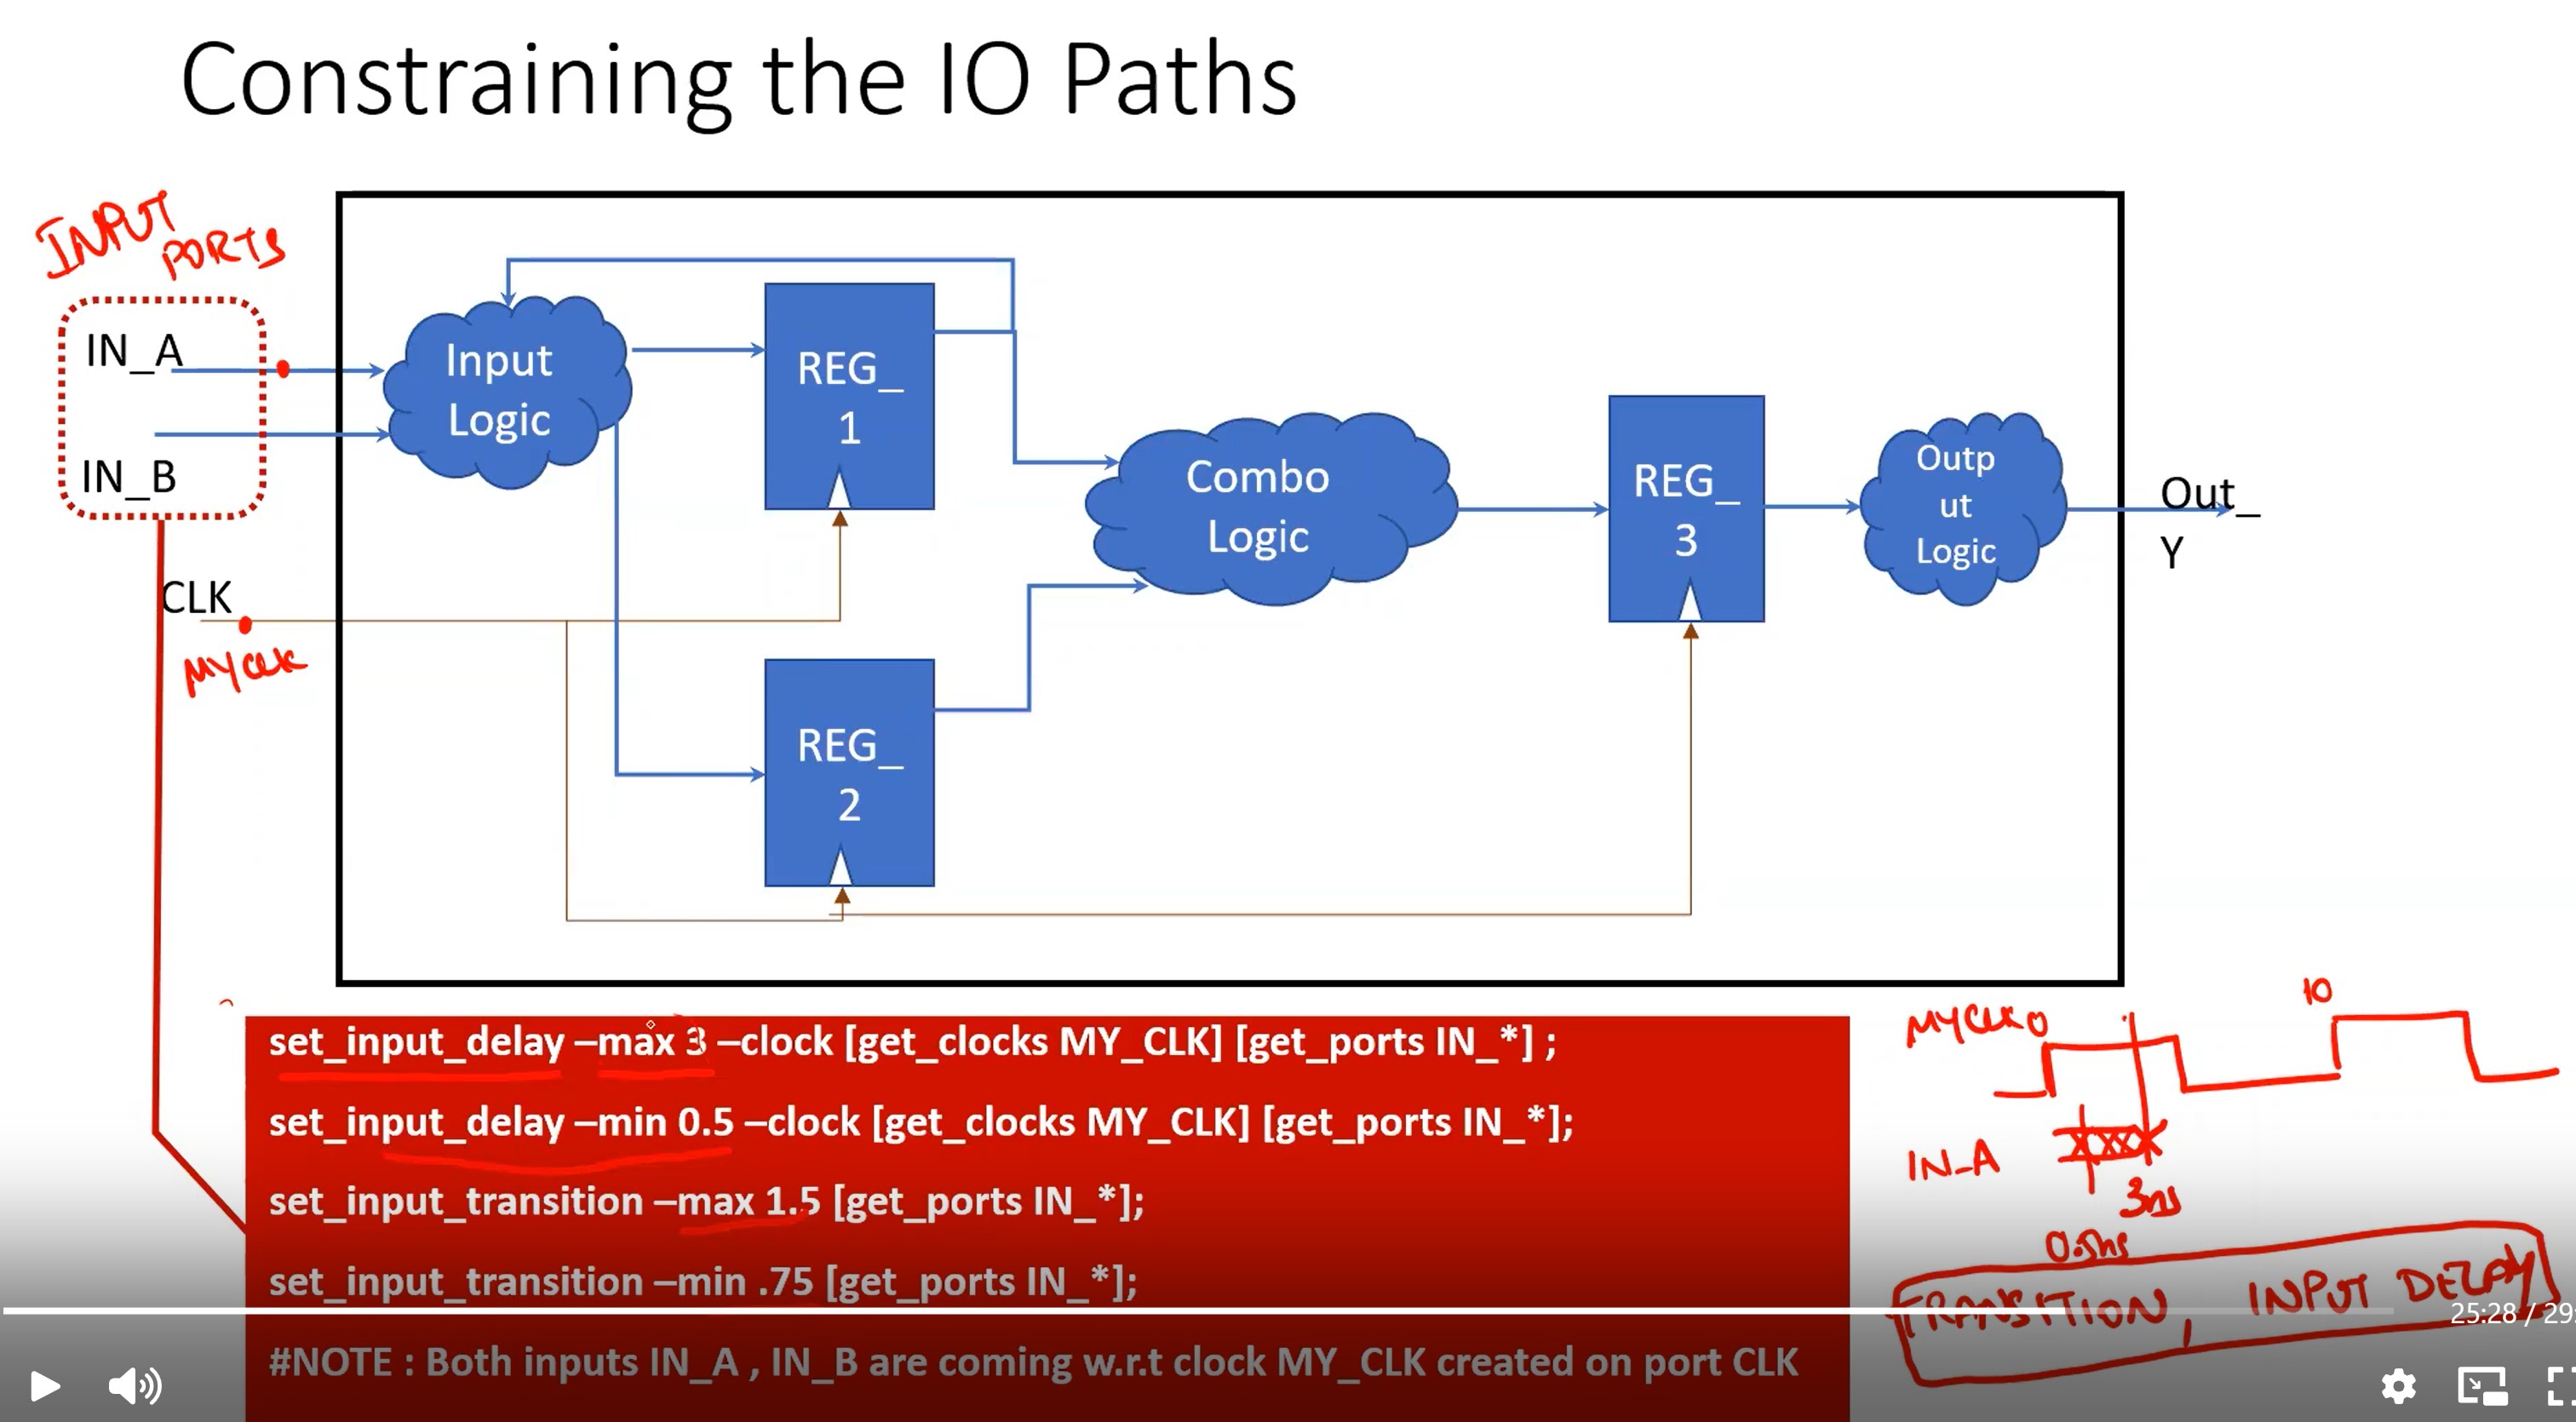 Constraining the IO Paths
INPUT
PORTS
IN_A
IN_B
CLK
MYCLK
Input
Logic
REG_
1
REG_
2
Combo
Logic
REG_
3
Outp
ut
Logic
Out_
Y
set_input_delay –max 3 –clock [get_clocks MY_CLK] [get_ports IN_*] ;
set_input_delay –min 0.5 –clock [get_clocks MY_CLK] [get_ports IN_*];
set_input_transition –max 1.5 [get_ports IN_*];
set_input_transition –min .75 [get_ports IN_*];
#NOTE : Both inputs IN_A , IN_B are coming w.r.t clock MY_CLK created on port CLK
MYCLK 0
10
IN_A
3ns
0.5ns
TRANSITION, INPUT DELAY
25:28 / 29: